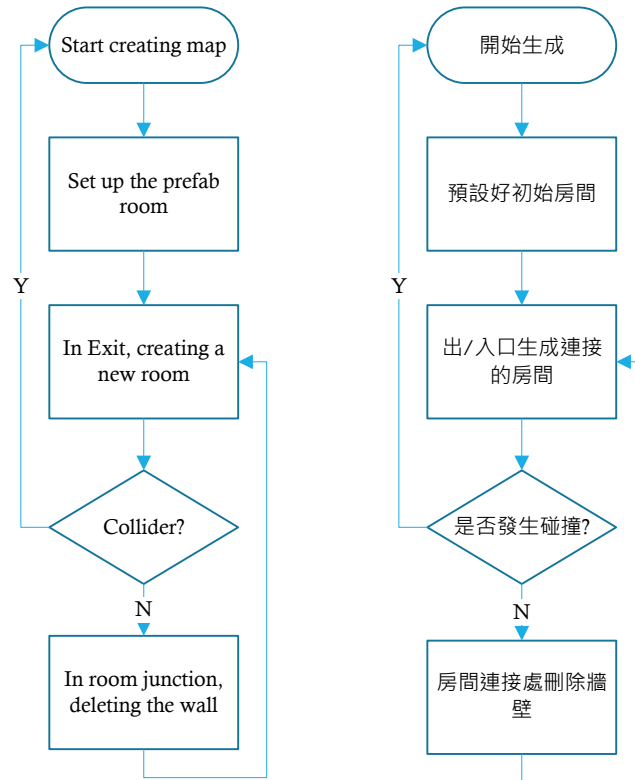 Start creating map
Set up the prefab
room
Y
In Exit, creating a
new room
Collider?
N
In room junction,
deleting the wall
開始生成
預設好初始房間
Y
出/入口生成連接
的房間
是否發生碰撞?
N
房間連接處刪除牆
壁